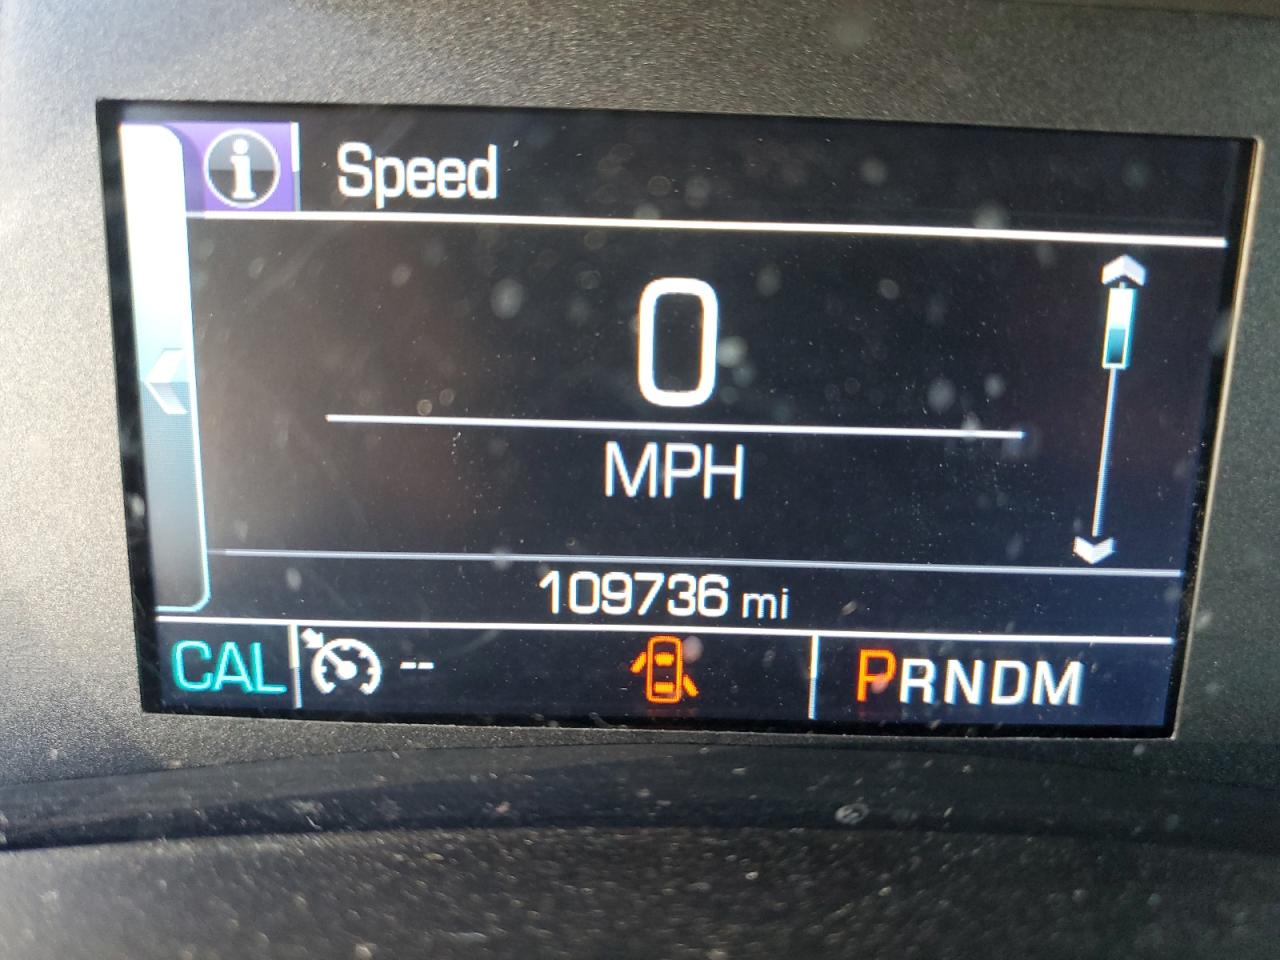 i Speed
0
MPH
109736 mi
CAL -- PRNDM